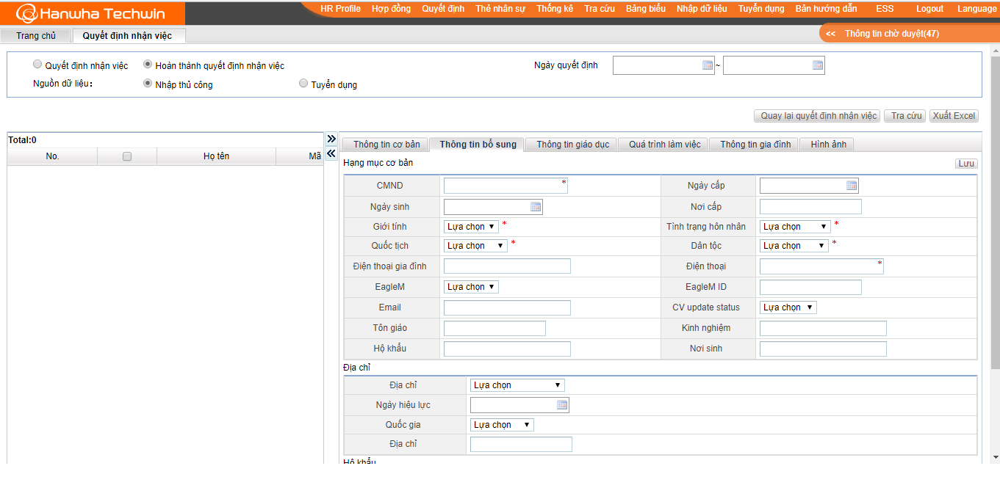 Hanwha Techwin
HR Profile Hợp đồng Quyết định Thẻ nhân sự Thống kê Tra cứu Bảng biểu Nhập dữ liệu Tuyển dụng Bản hướng dẫn ESS Logout Language
Trang chủ Quyết định nhận việc
<< Thông tin chờ duyệt(47)
Quyết định nhận việc Hoàn thành quyết định nhận việc Ngày quyết định ~
Nguồn dữ liệu: Nhập thủ công Tuyển dụng
Quay lại quyết định nhận việc Tra cứu Xuất Excel
Total:0
No. Họ tên Mã
Thông tin cơ bản Thông tin bổ sung Thông tin giáo dục Quá trình làm việc Thông tin gia đình Hình ảnh
Hạng mục cơ bản Lưu
CMND * Ngày cấp
Ngày sinh Nơi cấp
Giới tính Lựa chọn * Tình trạng hôn nhân Lựa chọn *
Quốc tịch Lựa chọn * Dân tộc Lựa chọn *
Điện thoại gia đình Điện thoại *
EagleM Lựa chọn EagleM ID
Email CV update status Lựa chọn
Tôn giáo Kinh nghiệm
Hộ khẩu Nơi sinh
Địa chỉ
Địa chỉ Lựa chọn
Ngày hiệu lực
Quốc gia Lựa chọn
Địa chỉ
Hộ khẩu